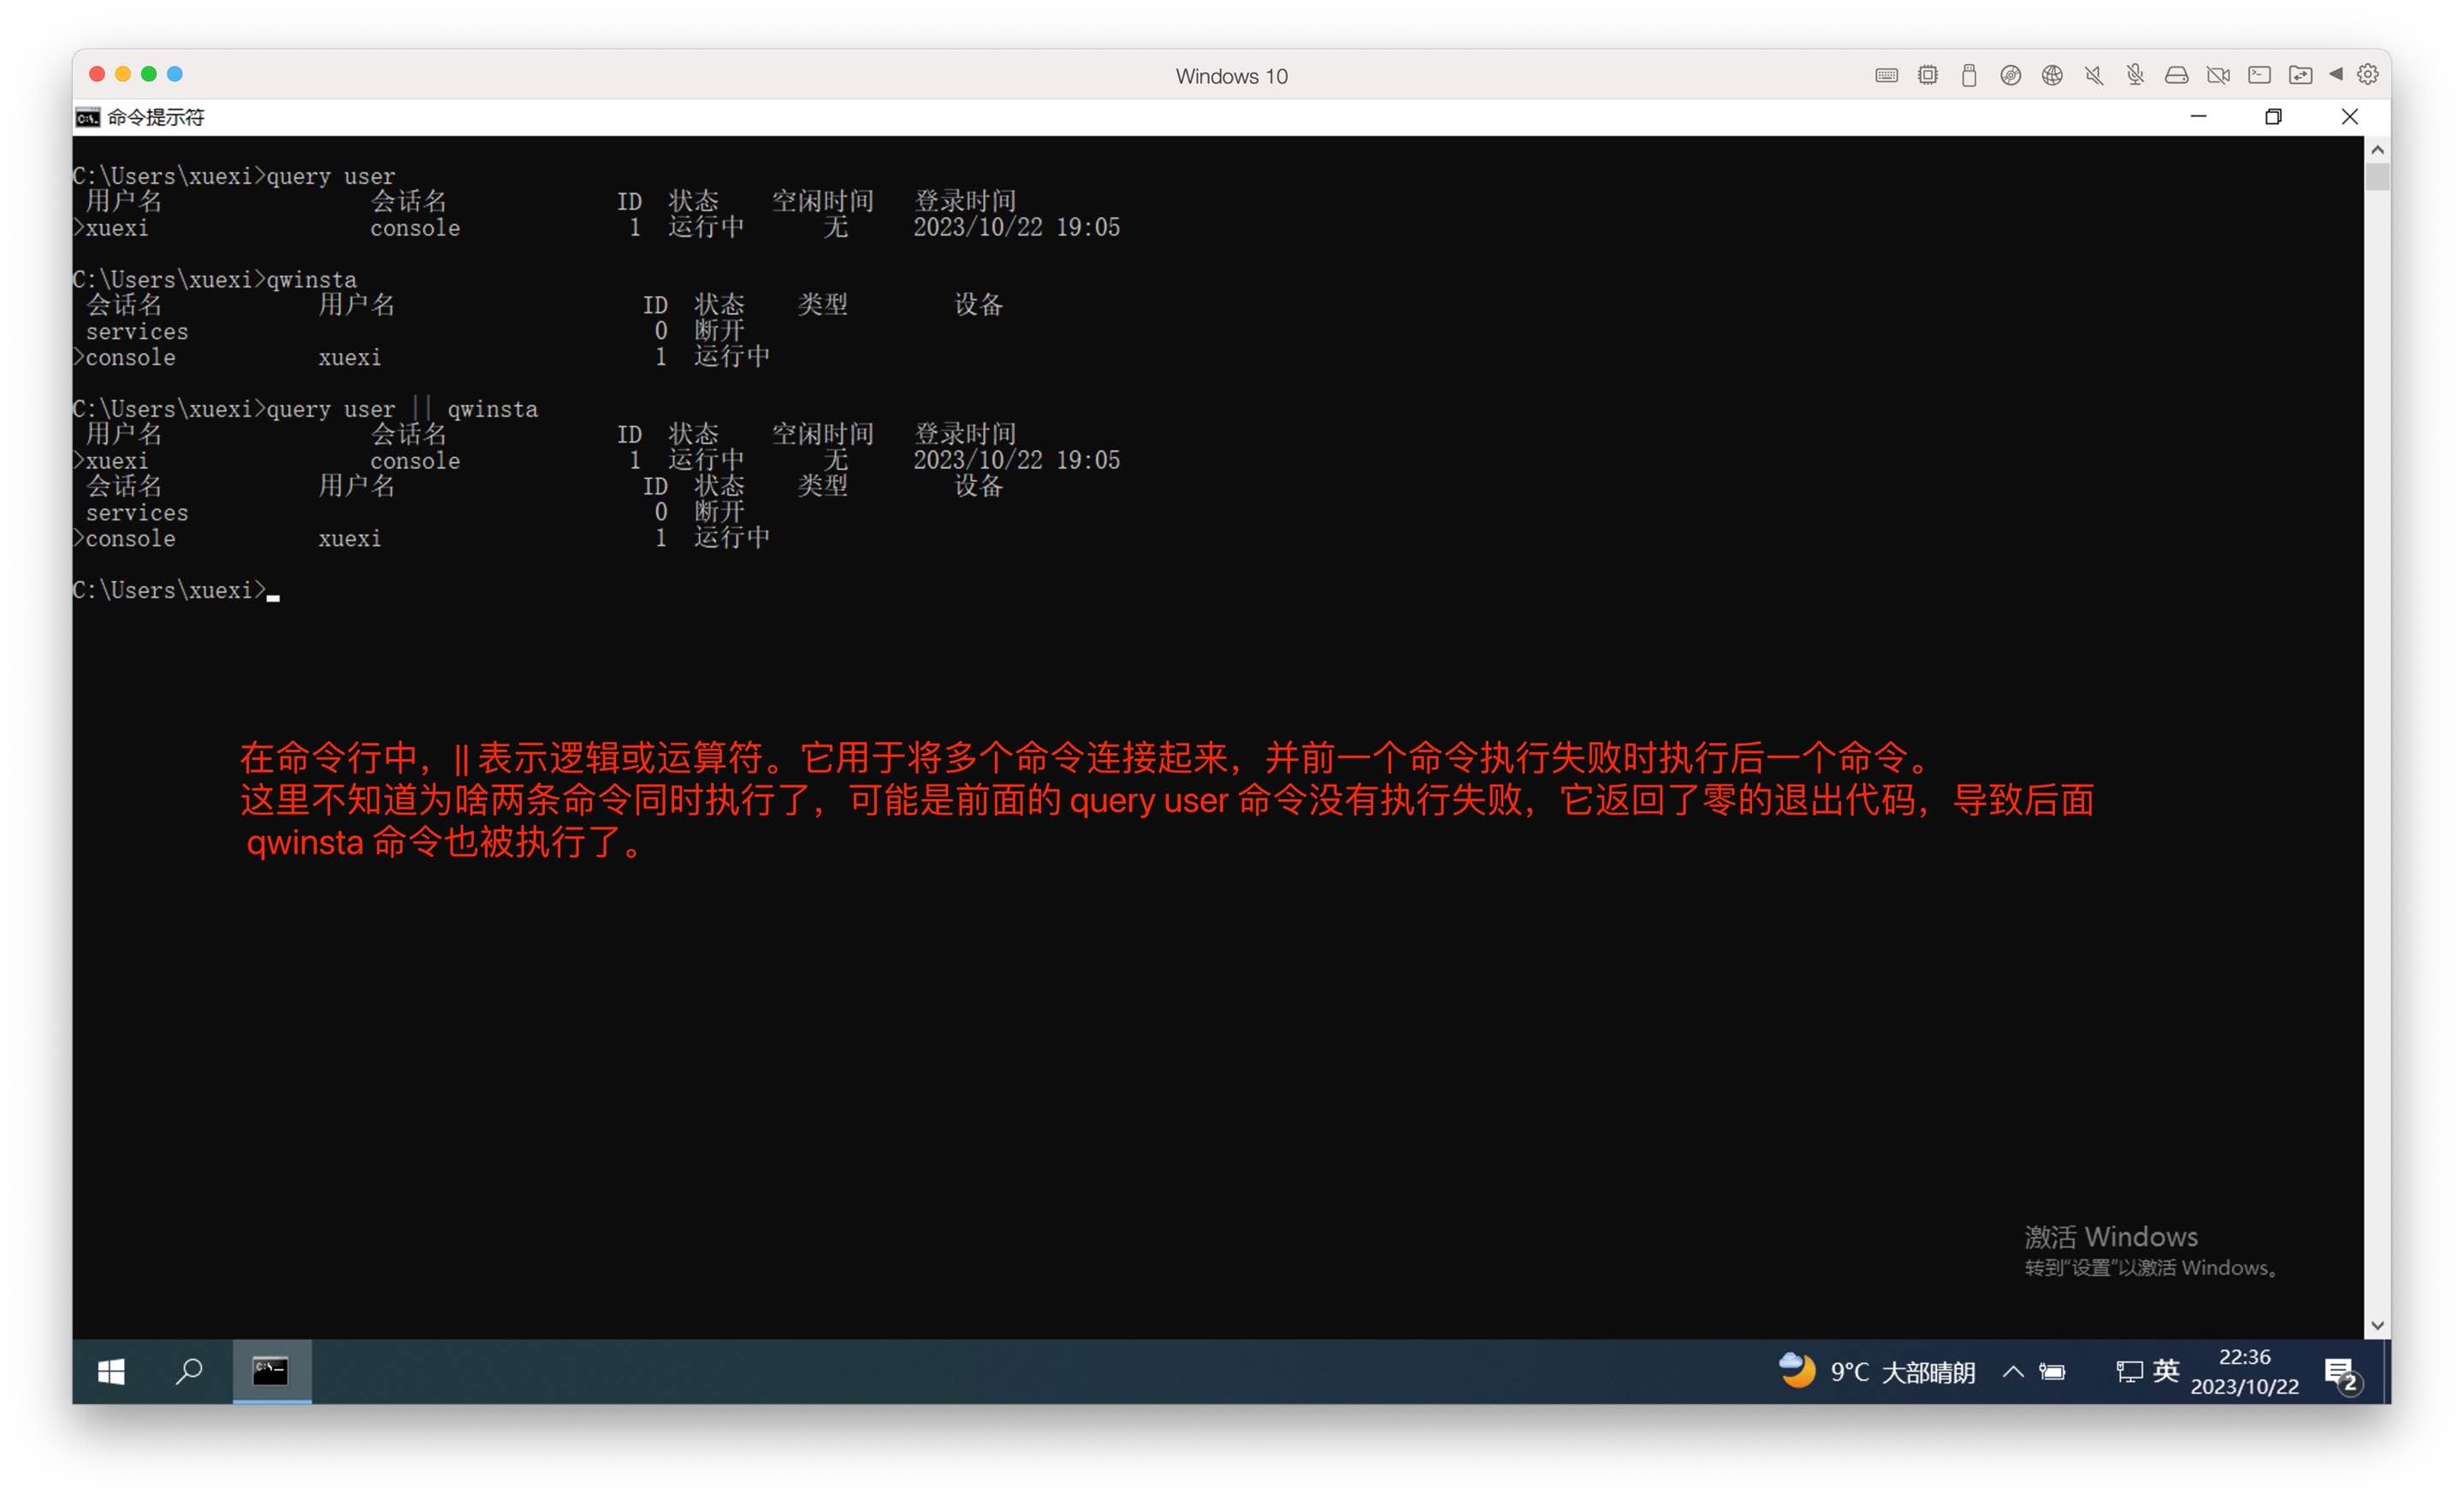 Windows 10
命令提示符
C:\Users\xuexi>query user
用户名 会话名 ID 状态 空闲时间 登录时间
>xuexi console 1 运行中 无 2023/10/22 19:05
C:\Users\xuexi>qwinsta
会话名 用户名 ID 状态 类型 设备
services 0 断开
>console xuexi 1 运行中
C:\Users\xuexi>query user || qwinsta
用户名 会话名 ID 状态 空闲时间 登录时间
>xuexi console 1 运行中 无 2023/10/22 19:05
会话名 用户名 ID 状态 类型 设备
services 0 断开
>console xuexi 1 运行中
C:\Users\xuexi>
在命令行中，|| 表示逻辑或运算符。它用于将多个命令连接起来，并前一个命令执行失败时执行后一个命令。
这里不知道为啥两条命令同时执行了，可能是前面的 query user 命令没有执行失败，它返回了零的退出代码，导致后面
qwinsta 命令也被执行了。
激活 Windows
转到“设置”以激活 Windows。
9°C 大部晴朗 英 22:36
2023/10/22
2